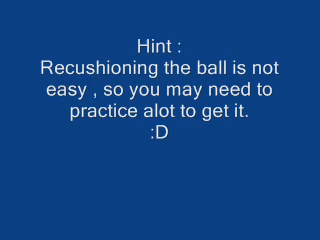 Hint :
Recushioning the ball is not
easy , so you may need to
practice alot to get it.
:D